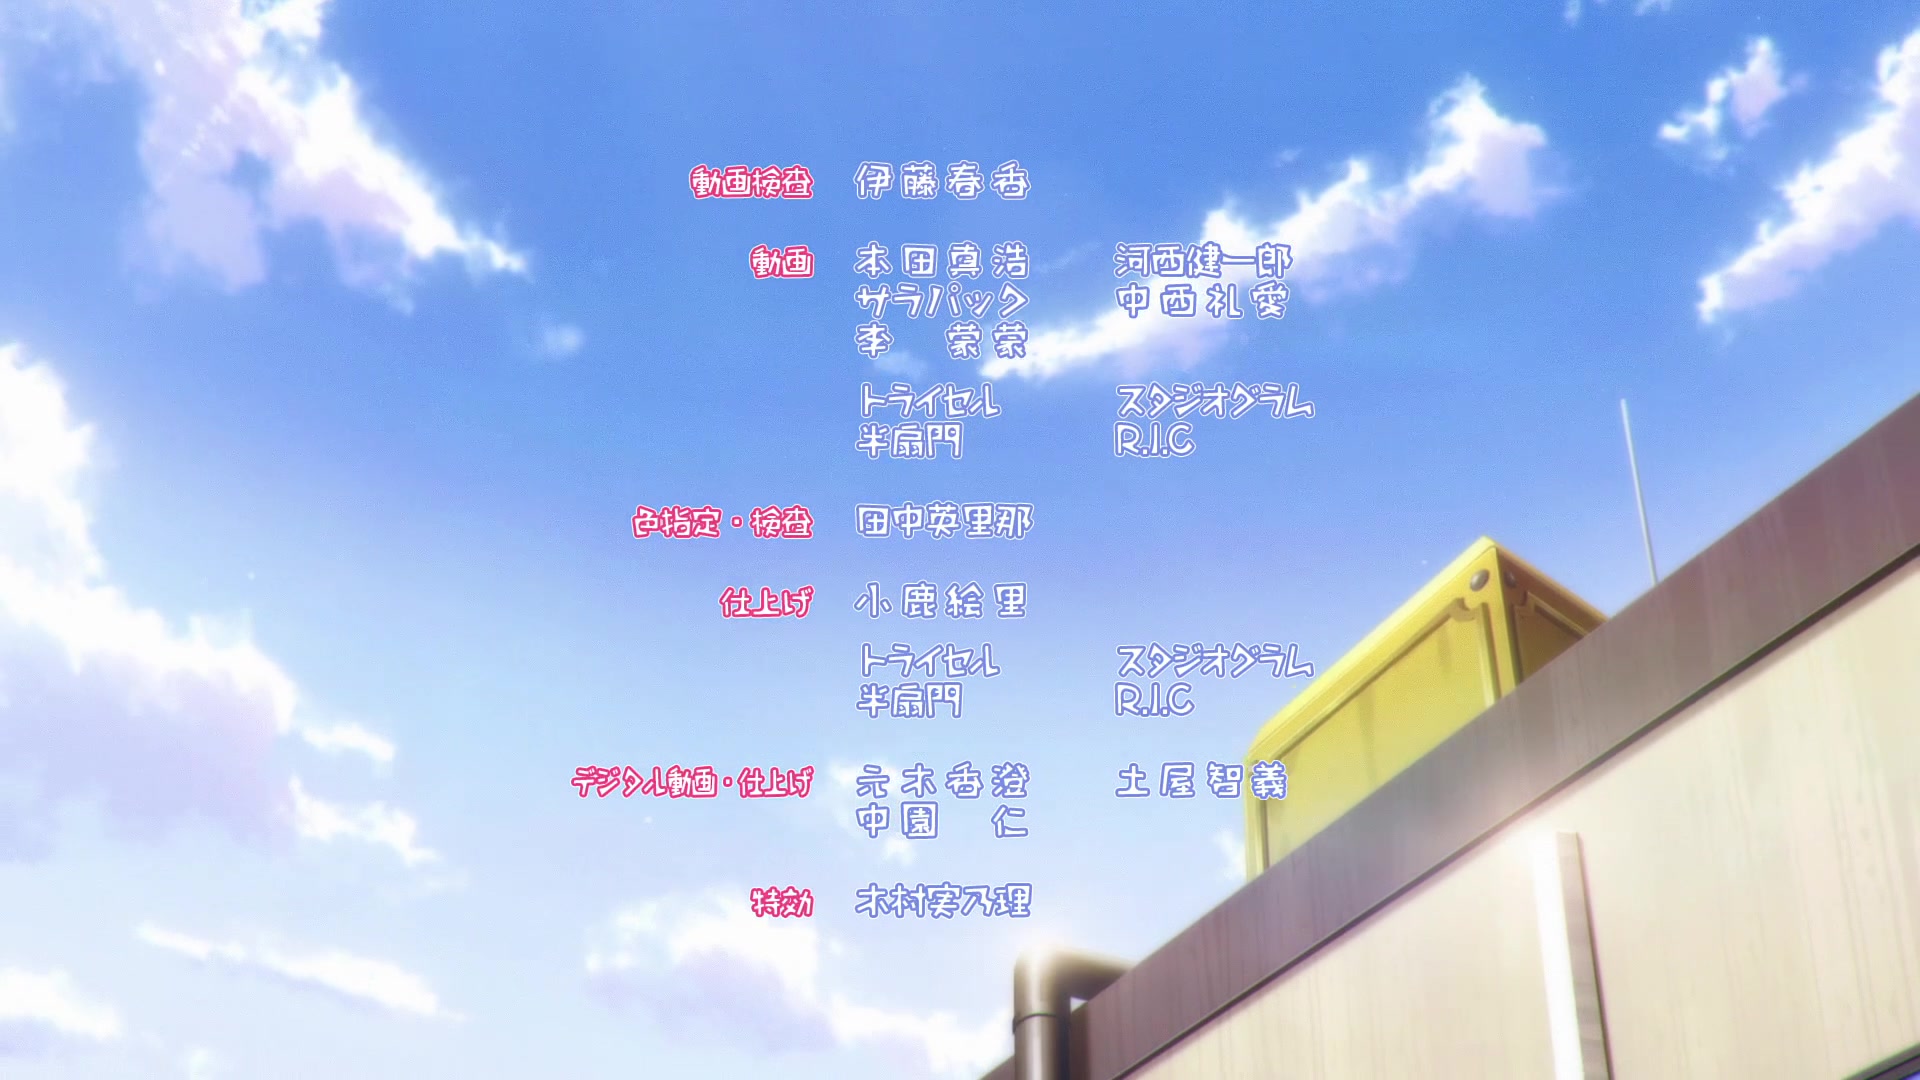 動画検査 伊藤春香
動画 本田真浩 河西健一郎
サラパック 中西礼愛
李 蒙蒙
トライセル スタジオグラム
半扇門 R.I.C
色指定・検査 田中英里那
仕上げ 小鹿絵里
トライセル スタジオグラム
半扇門 R.I.C
デジタル動画・仕上げ 六木香澄 土屋智義
中園 仁
特効 木村実乃理